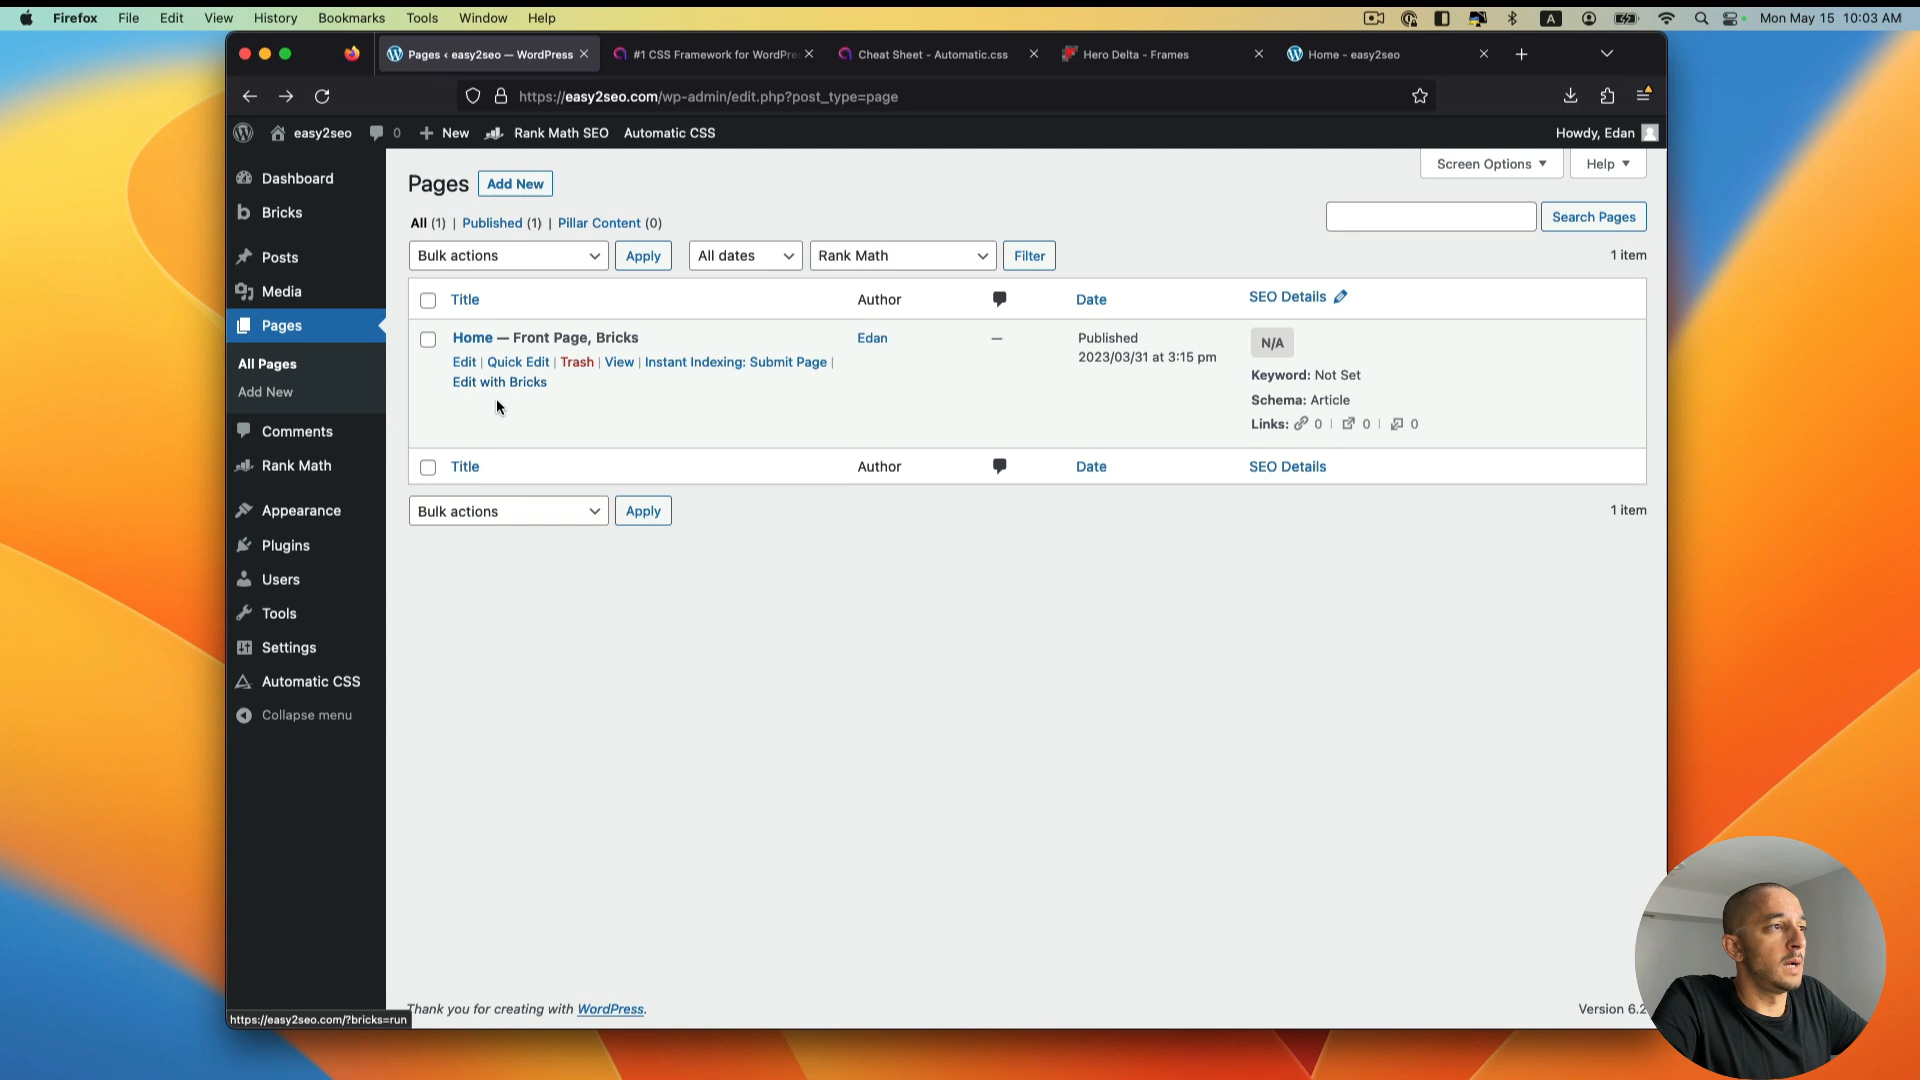 Firefox File Edit View History Bookmarks Tools Window Help
A Mon May 15 10:03 AM
Pages ‹ easy2seo — WordPress
#1 CSS Framework for WordPre
Cheat Sheet - Automatic.css
Hero Delta - Frames
Home - easy2seo
https://easy2seo.com/wp-admin/edit.php?post_type=page
easy2seo 0 New Rank Math SEO Automatic CSS
Howdy, Edan
Dashboard
Bricks
Posts
Media
Pages
All Pages
Add New
Comments
Rank Math
Appearance
Plugins
Users
Tools
Settings
Automatic CSS
Collapse menu
Screen Options
Help
Pages Add New
All (1) | Published (1) | Pillar Content (0)
Search Pages
Bulk actions Apply All dates Rank Math Filter
1 item
Title Author Date SEO Details
Home — Front Page, Bricks
Edit | Quick Edit | Trash | View | Instant Indexing: Submit Page |
Edit with Bricks
Edan
—
Published
2023/03/31 at 3:15 pm
N/A
Keyword: Not Set
Schema: Article
Links: 0 | 0 | 0
Title Author Date SEO Details
Bulk actions Apply
1 item
Thank you for creating with WordPress.
Version 6.2
https://easy2seo.com/?bricks=run